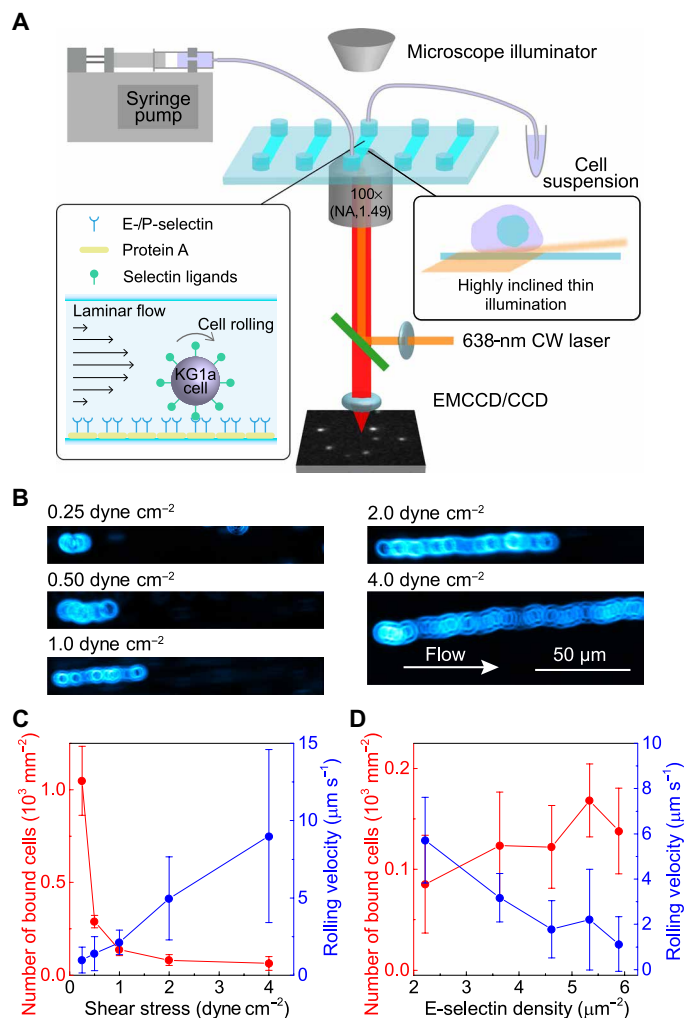 A
Microscope illuminator
Syringe
pump
Cell
suspension
100×
(NA,1.49)
E-/P-selectin
Protein A
Selectin ligands
Laminar flow
Cell rolling
KG1a
cell
Highly inclined thin
illumination
638-nm CW laser
EMCCD/CCD
B
0.25 dyne cm⁻²
0.50 dyne cm⁻²
1.0 dyne cm⁻²
2.0 dyne cm⁻²
4.0 dyne cm⁻²
Flow
50 µm
C
Number of bound cells (10³ mm⁻²)
1.0
0.5
0.0
0 1 2 3 4
Shear stress (dyne cm⁻²)
15
10
5
0
Rolling velocity (µm s⁻¹)
D
Number of bound cells (10³ mm⁻²)
0.2
0.1
0.0
2 3 4 5 6
E-selectin density (µm⁻²)
10
8
6
4
2
0
Rolling velocity (µm s⁻¹)